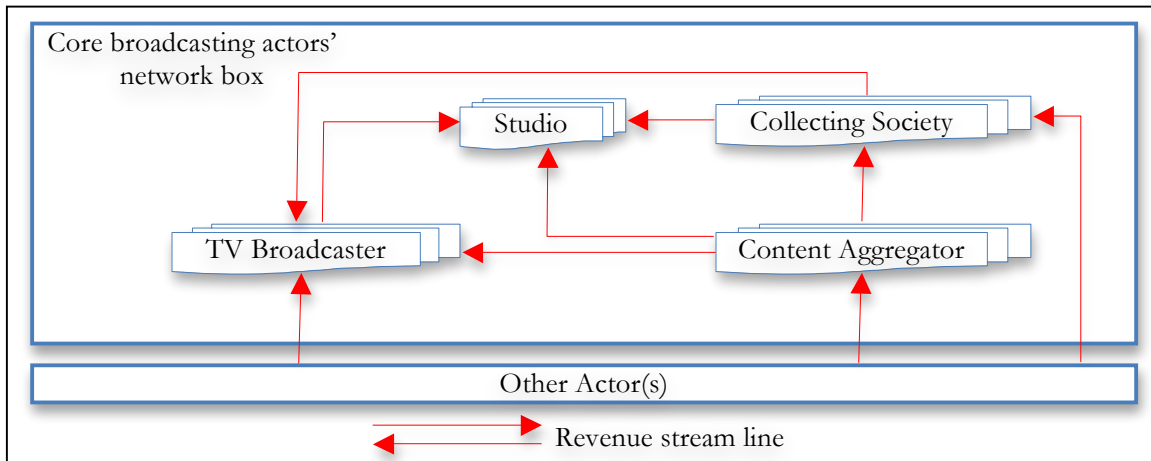 Core broadcasting actors’
network box
Studio
Collecting Society
TV Broadcaster
Content Aggregator
Other Actor(s)
Revenue stream line